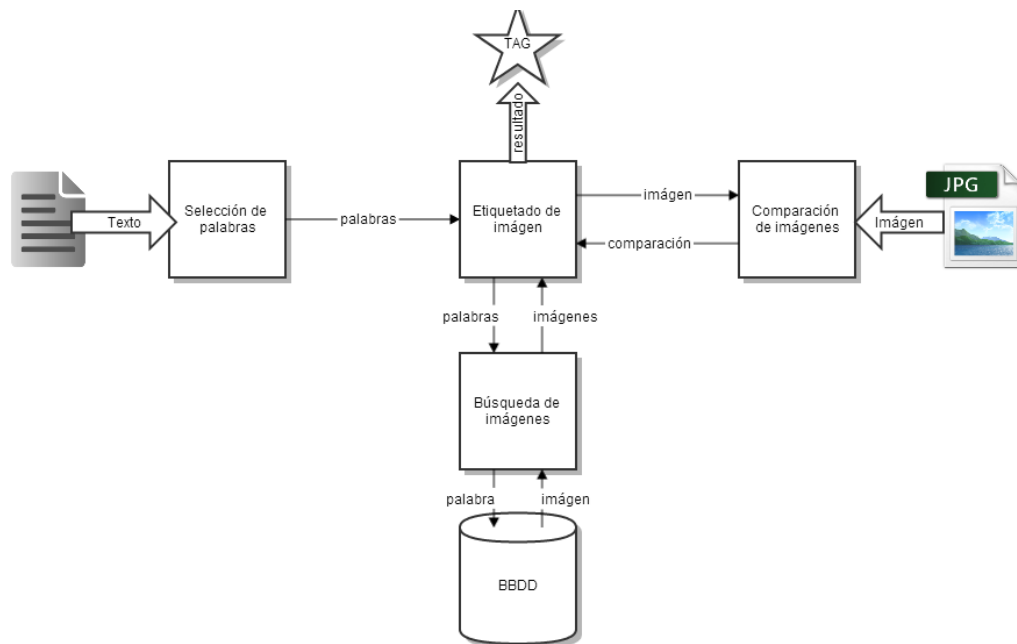 TAG
resultado
Texto
Selección de
palabras
palabras
Etiquetado de
imágen
imágen
comparación
Comparación
de imágenes
Imágen
JPG
palabras
imágenes
Búsqueda de
imágenes
palabra
imágen
BBDD